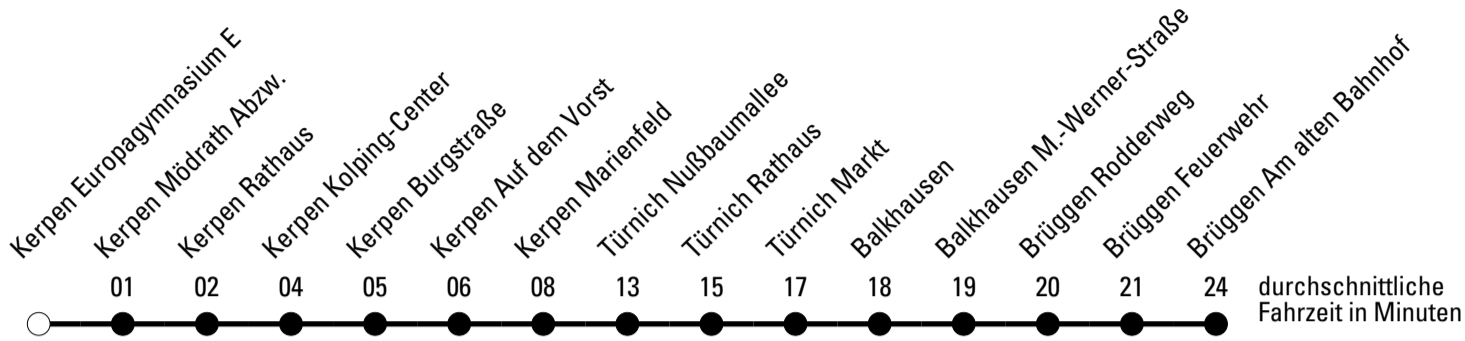 Kerpen Europagymnasium E
Kerpen Mödrath Abzw.
Kerpen Rathaus
Kerpen Kolping-Center
Kerpen Burgstraße
Kerpen Auf dem Vorst
Kerpen Marienfeld
Türnich Nußbaumallee
Türnich Rathaus
Türnich Markt
Balkhausen
Balkhausen M.-Werner-Straße
Brüggen Rodderweg
Brüggen Feuerwehr
Brüggen Am alten Bahnhof
01 02 04 05 06 08 13 15 17 18 19 20 21 24 durchschnittliche
Fahrzeit in Minuten